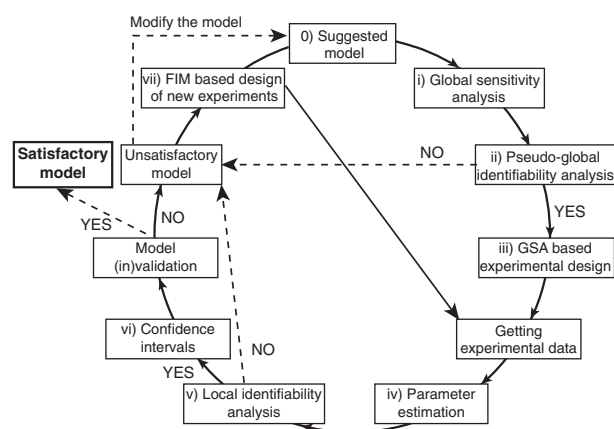 Modify the model
0) Suggested
model
vii) FIM based design
of new experiments
i) Global sensitivity
analysis
Satisfactory
model
Unsatisfactory
model
NO
ii) Pseudo-global
identifiability analysis
YES
NO
YES
Model
(in)validation
iii) GSA based
experimental design
vi) Confidence
intervals
Getting
experimental data
NO
YES
v) Local identifiability
analysis
iv) Parameter
estimation